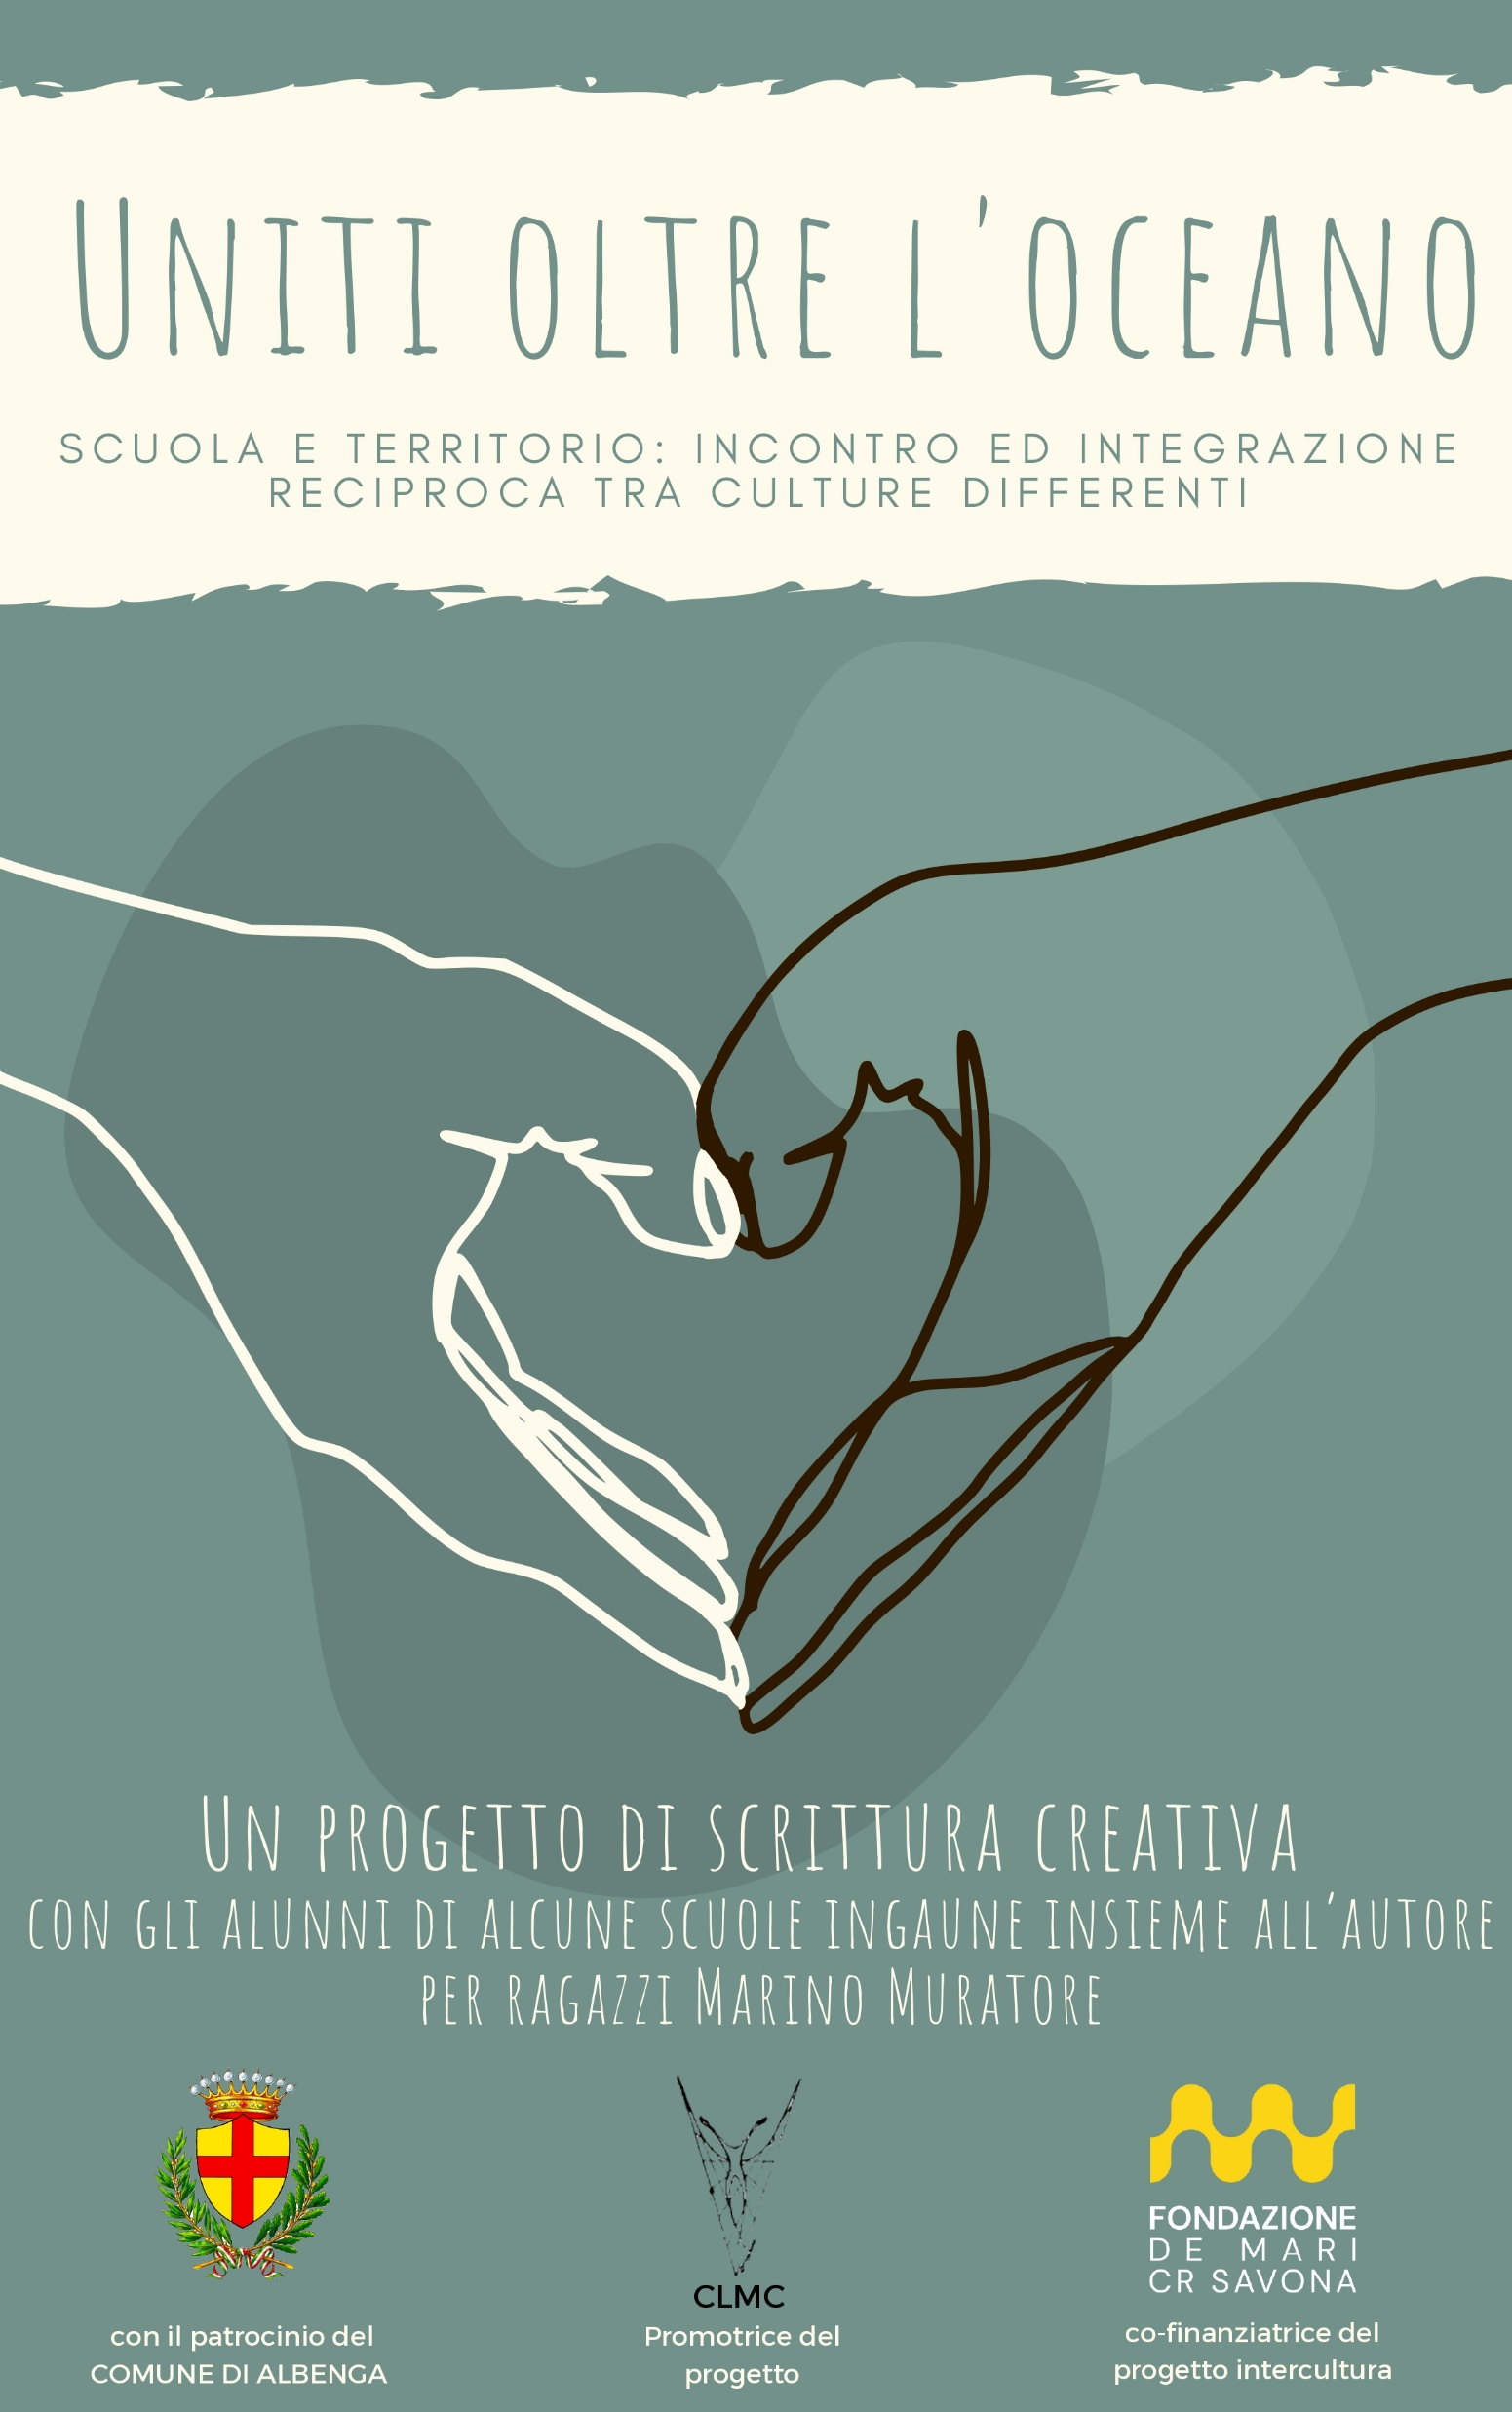 Uniti oltre l'oceano
SCUOLA E TERRITORIO: INCONTRO ED INTEGRAZIONE
RECIPROCA TRA CULTURE DIFFERENTI
Un progetto di scrittura creativa
con gli alunni di alcune scuole ingaune insieme all'autore
per ragazzi Marino Muratore
CLMC
FONDAZIONE
DE MARI
CR SAVONA
con il patrocinio del
COMUNE DI ALBENGA
Promotrice del
progetto
co-finanziatrice del
progetto intercultura